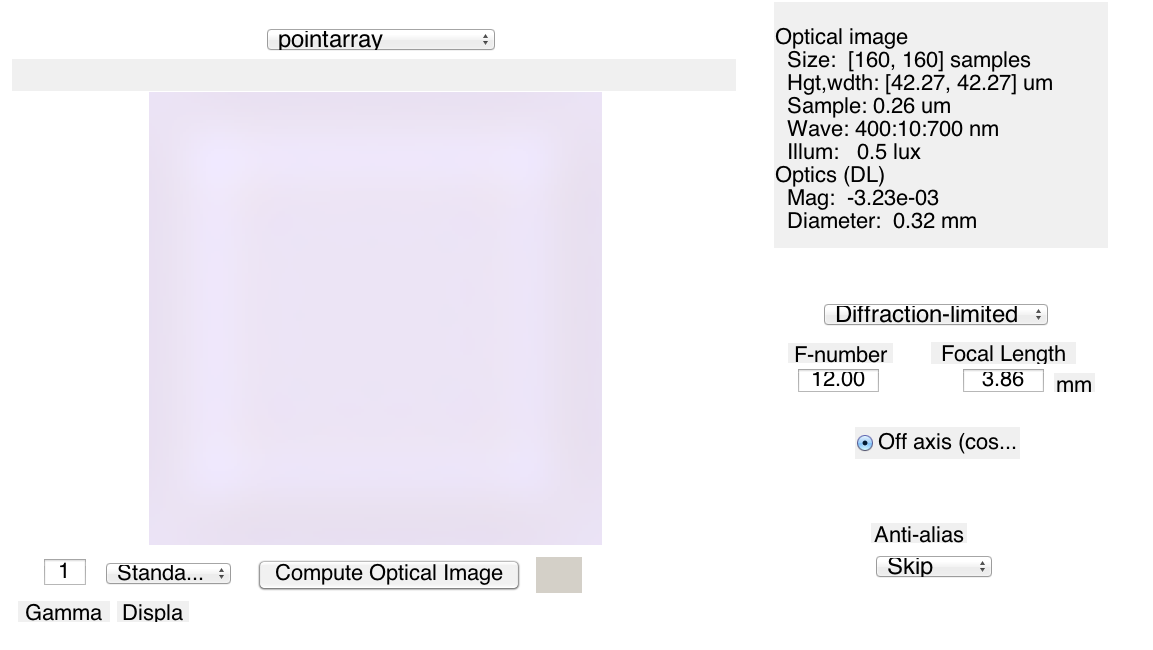 pointarray
Optical image
Size:  [160, 160] samples
Hgt,wdth: [42.27, 42.27] um
Sample: 0.26 um
Wave: 400:10:700 nm
Illum:   0.5 lux
Optics (DL)
Mag:  -3.23e-03
Diameter:  0.32 mm
Diffraction-limited
F-number Focal Length
12.00 3.86 mm
Off axis (cos...
Anti-alias
Skip
1 Standa... Compute Optical Image
Gamma Displa